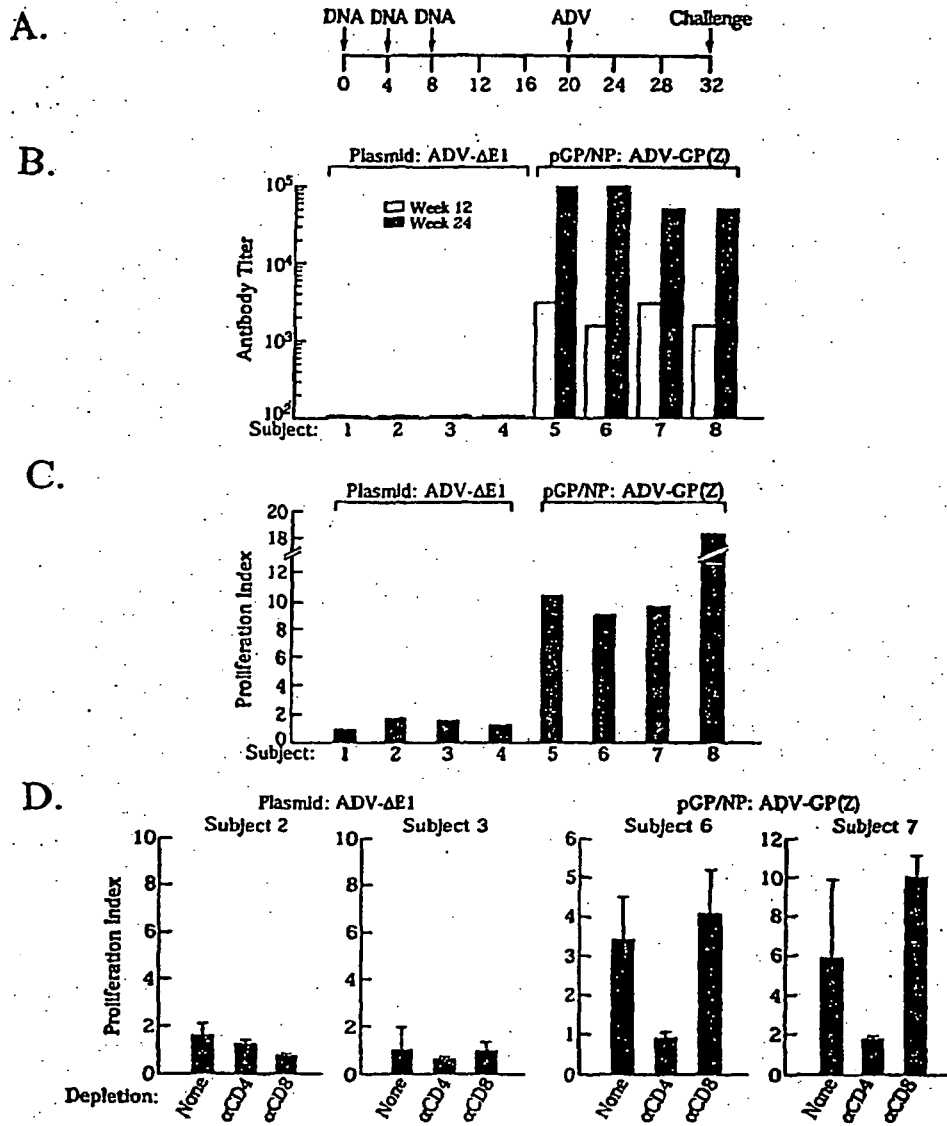 A.
DNA DNA DNA ADV Challenge
0 4 8 12 16 20 24 28 32
B.
Plasmid: ADV-ΔE1 pGP/NP: ADV-GP(Z)
Week 12
Week 24
Antibody Titer
10⁵
10⁴
10³
10²
Subject: 1 2 3 4 5 6 7 8
C.
Plasmid: ADV-ΔE1 pGP/NP: ADV-GP(Z)
Proliferation Index
20
18
12
10
8
6
4
2
0
Subject: 1 2 3 4 5 6 7 8
D.
Plasmid: ADV-ΔE1 pGP/NP: ADV-GP(Z)
Subject 2 Subject 3 Subject 6 Subject 7
Proliferation Index
10 10 6 12
8 8 5 10
6 6 4 8
4 4 3 6
2 2 2 4
0 0 1 2
0 0
Depletion: None αCD4 αCD8 None αCD4 αCD8 None αCD4 αCD8 None αCD4 αCD8